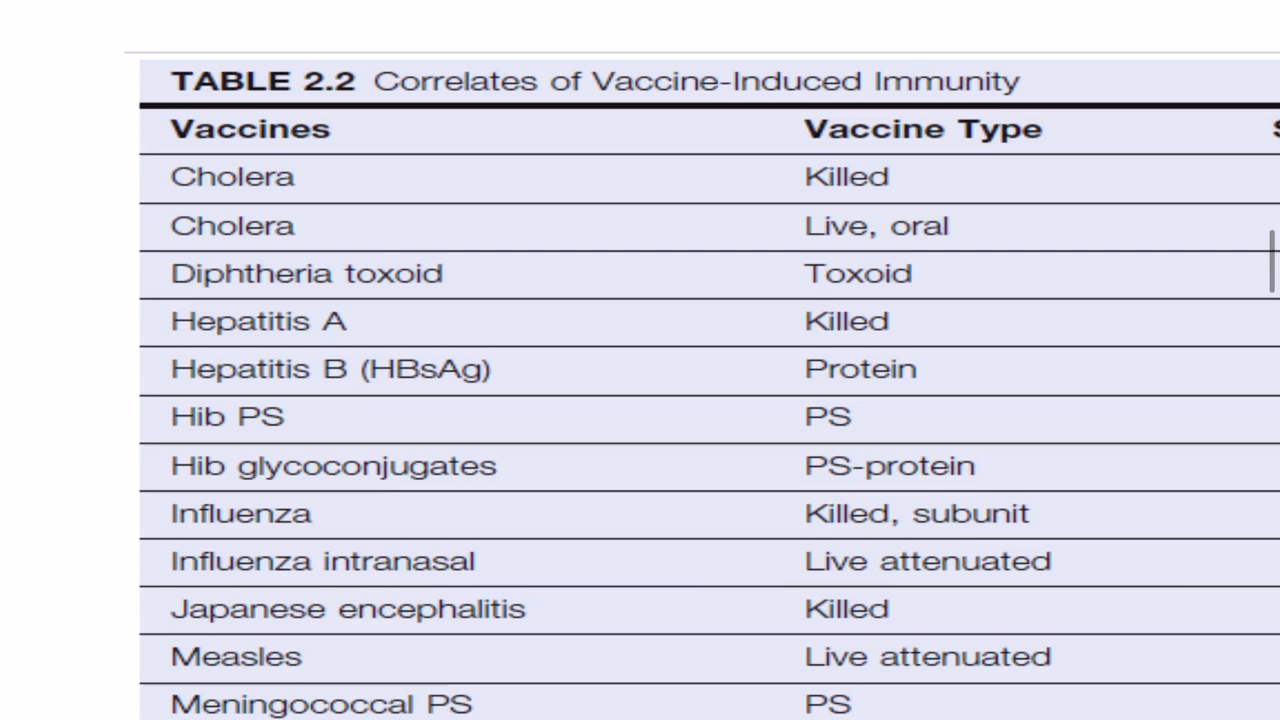 TABLE 2.2 Correlates of Vaccine-Induced Immunity
Vaccines Vaccine Type
Cholera Killed
Cholera Live, oral
Diphtheria toxoid Toxoid
Hepatitis A Killed
Hepatitis B (HBsAg) Protein
Hib PS PS
Hib glycoconjugates PS-protein
Influenza Killed, subunit
Influenza intranasal Live attenuated
Japanese encephalitis Killed
Measles Live attenuated
Meningococcal PS PS